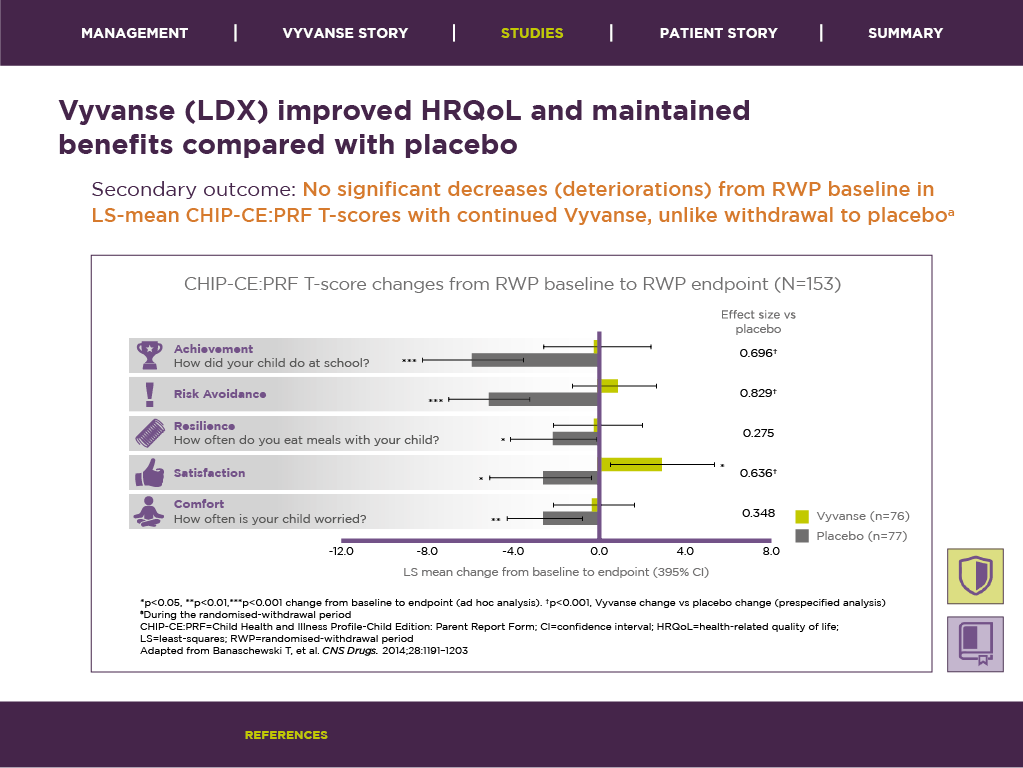 MANAGEMENT | VYVANSE STORY | STUDIES | PATIENT STORY | SUMMARY
Vyvanse (LDX) improved HRQoL and maintained
benefits compared with placebo
Secondary outcome: No significant decreases (deteriorations) from RWP baseline in
LS-mean CHIP-CE:PRF T-scores with continued Vyvanse, unlike withdrawal to placeboᵃ
CHIP-CE:PRF T-score changes from RWP baseline to RWP endpoint (N=153)
Effect size vs
placebo
Achievement
How did your child do at school?
***
0.696†
Risk Avoidance
***
0.829†
Resilience
How often do you eat meals with your child?
*
0.275
Satisfaction
*
*
0.636†
Comfort
How often is your child worried?
**
0.348
Vyvanse (n=76)
Placebo (n=77)
-12.0 -8.0 -4.0 0.0 4.0 8.0
LS mean change from baseline to endpoint (395% CI)
*p<0.05, **p<0.01,***p<0.001 change from baseline to endpoint (ad hoc analysis). †p<0.001, Vyvanse change vs placebo change (prespecified analysis)
ᵃDuring the randomised-withdrawal period
CHIP-CE:PRF=Child Health and Illness Profile-Child Edition: Parent Report Form; CI=confidence interval; HRQoL=health-related quality of life;
LS=least-squares; RWP=randomised-withdrawal period
Adapted from Banaschewski T, et al. CNS Drugs. 2014;28:1191–1203
REFERENCES